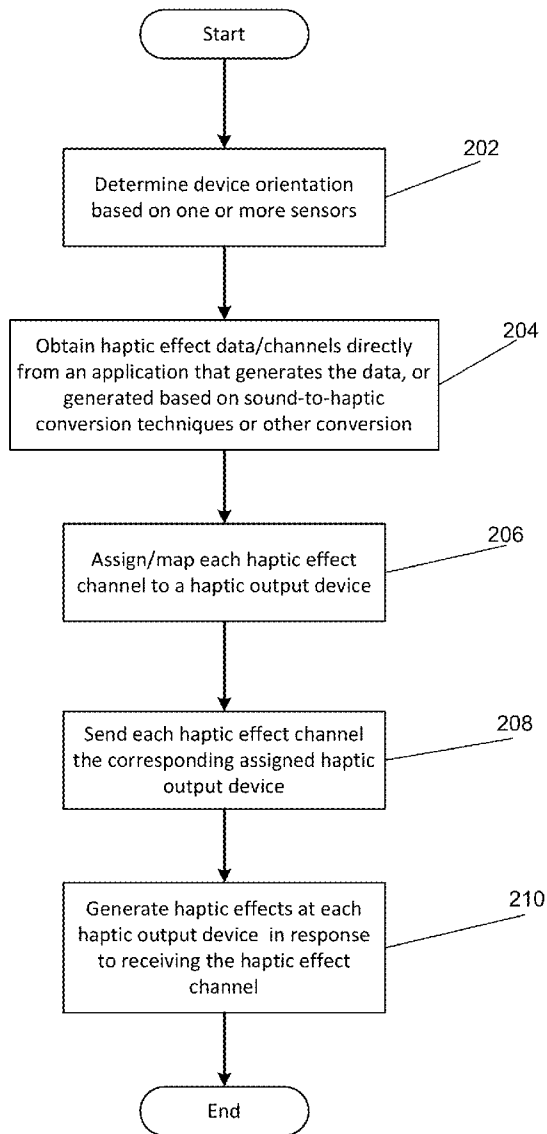 Start
202
Determine device orientation
based on one or more sensors
204
Obtain haptic effect data/channels directly
from an application that generates the data, or
generated based on sound-to-haptic
conversion techniques or other conversion
206
Assign/map each haptic effect
channel to a haptic output device
208
Send each haptic effect channel
the corresponding assigned haptic
output device
210
Generate haptic effects at each
haptic output device in response
to receiving the haptic effect
channel
End